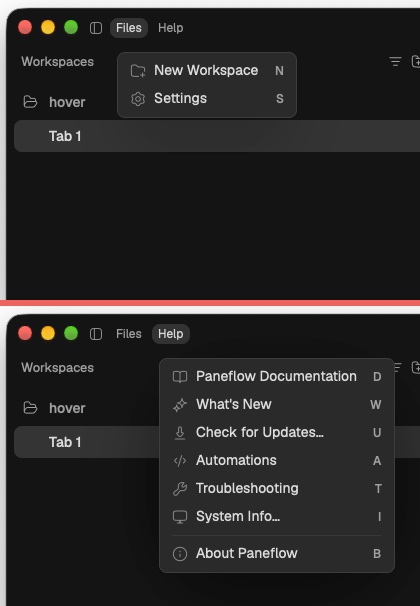 Files Help
Workspaces
New Workspace N
hover
Settings S
Tab 1
Files Help
Workspaces
Paneflow Documentation D
hover
What's New W
Check for Updates... U
Tab 1
Automations A
Troubleshooting T
System Info... I
About Paneflow B